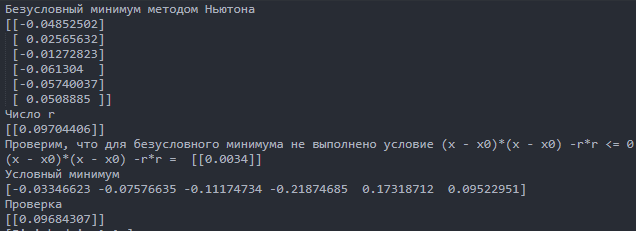 Безусловный минимум методом Ньютона
[[-0.04852502]
[ 0.02565632]
[-0.01272823]
[-0.061304 ]
[-0.05740037]
[ 0.0508885 ]]
Число r
[[0.09704406]]
Проверим, что для безусловного минимума не выполнено условие (x - x0)*(x - x0) -r*r <= 0
(x - x0)*(x - x0) -r*r = [[0.0034]]
Условный минимум
[-0.03346623 -0.07576635 -0.11174734 -0.21874685 0.17318712 0.09522951]
Проверка
[[0.09684307]]